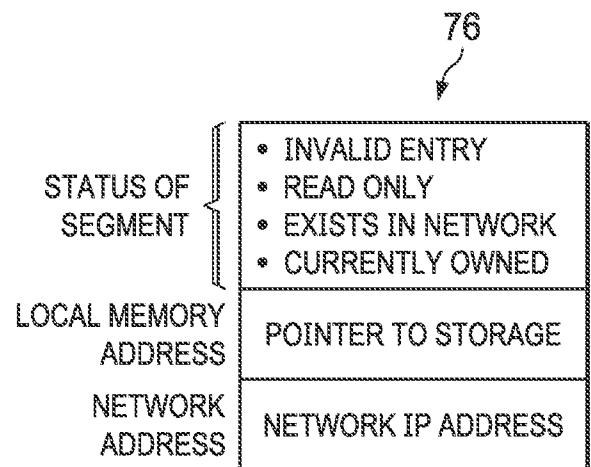 76
STATUS OF
SEGMENT
• INVALID ENTRY
• READ ONLY
• EXISTS IN NETWORK
• CURRENTLY OWNED
LOCAL MEMORY
ADDRESS
POINTER TO STORAGE
NETWORK
ADDRESS
NETWORK IP ADDRESS